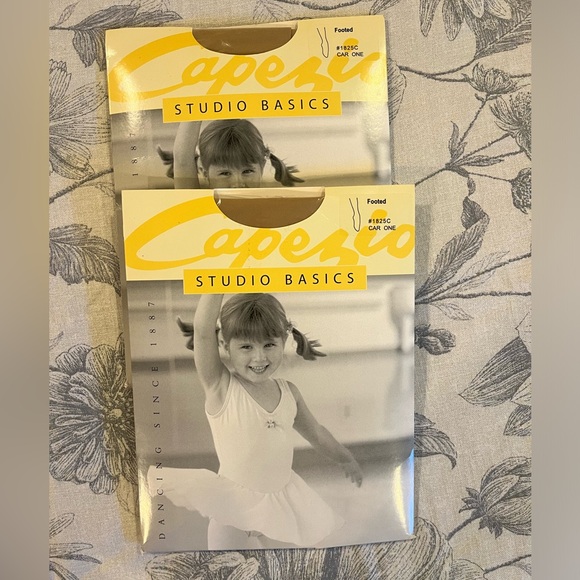 Footed
#1825C
CAR ONE
Capezio
STUDIO BASICS
1887
Footed
#1825C
CAR ONE
Capezio
STUDIO BASICS
DANCING SINCE 1887